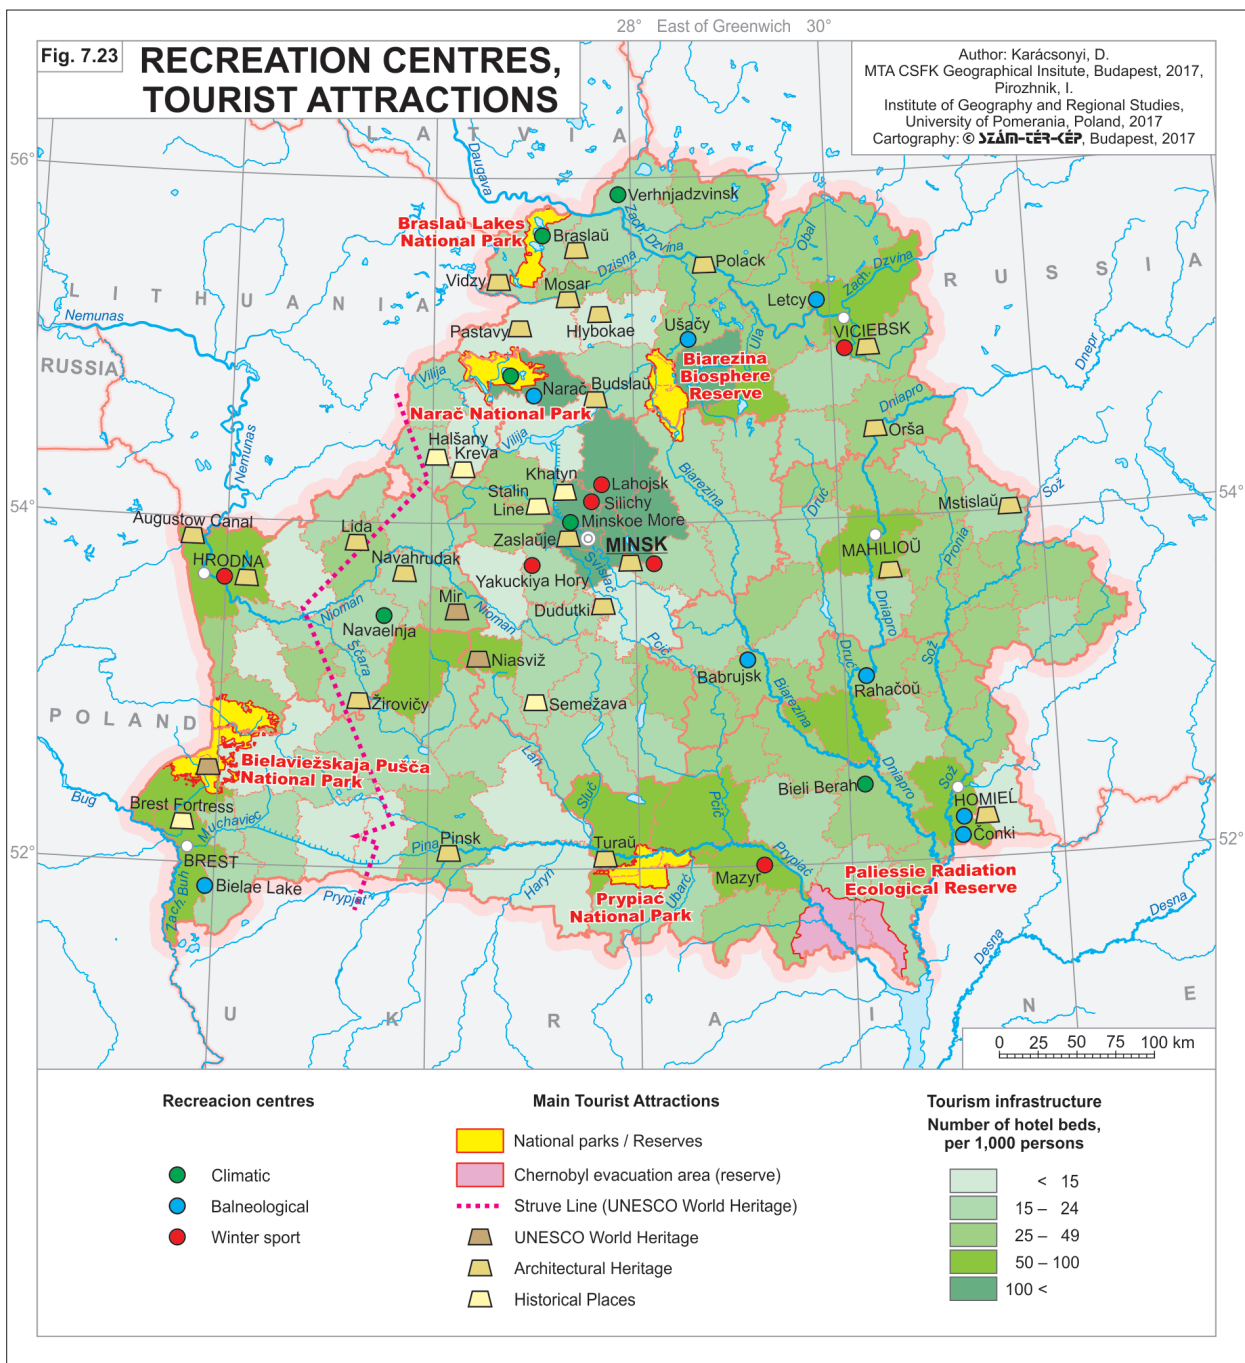 28° East of Greenwich 30°
Fig. 7.23
RECREATION CENTRES,
TOURIST ATTRACTIONS
Author: Karácsonyi, D.
MTA CSFK Geographical Insitute, Budapest, 2017,
Pirozhnik, I.
Institute of Geography and Regional Studies,
University of Pomerania, Poland, 2017
Cartography: © SZÁM-TÉR-KÉP, Budapest, 2017
LATVIA
56°
Daugava
Verhnjadzvinsk
Zach. Dzvina
Braslaŭ Lakes
National Park
Braslaŭ
Obal
Dzisna
Polack
Zach. Dzvina
RUSSIA
Vidzy
Mosar
LITHUANIA
Letcy
Nemunas
Pastavy
Hlybokae
Ušačy
Ula
VICIEBSK
Dnepr
RUSSIA
Vilija
Biarezina
Biosphere
Reserve
Narač
Budslaŭ
Dniapro
Narač National Park
Orša
Nemunas
Halšany
Kreva
Vilija
Khatyn
Lahojsk
Biarezina
Druć
Stalin
Line
Silichy
Mstislaŭ
Sož
54°
54°
Augustow Canal
Lida
Minskoe More
Zaslaŭje
MINSK
Pronia
MAHILIOŬ
HRODNA
Navahrudak
Yakuckiya Hory
Svislač
Mir
Nioman
Nioman
Dudutki
Dniapro
Navaelnja
Ščara
Pcič
Druć
Sož
Niasviž
Babrujsk
Rahačoŭ
Žirovičy
Semežava
Biarezina
POLAND
Lań
Bielaviežskaja Pušča
National Park
Dniapro
Sož
Bug
Brest Fortress
Sluč
Pcič
Bieli Berah
HOMIEĹ
Muchaviec
Pina
Pinsk
Turaŭ
Čonki
52°
52°
BREST
Prypiać
Mazyr
Paliessie Radiation
Ecological Reserve
Zach. Buh
Bielae Lake
Prypjat
Haryń
Prypiać
National Park
Ubarć
Desna
Desna
UKRAINE
0 25 50 75 100 km
Recreacion centres
Climatic
Balneological
Winter sport
Main Tourist Attractions
National parks / Reserves
Chernobyl evacuation area (reserve)
Struve Line (UNESCO World Heritage)
UNESCO World Heritage
Architectural Heritage
Historical Places
Tourism infrastructure
Number of hotel beds,
per 1,000 persons
< 15
15 – 24
25 – 49
50 – 100
100 <